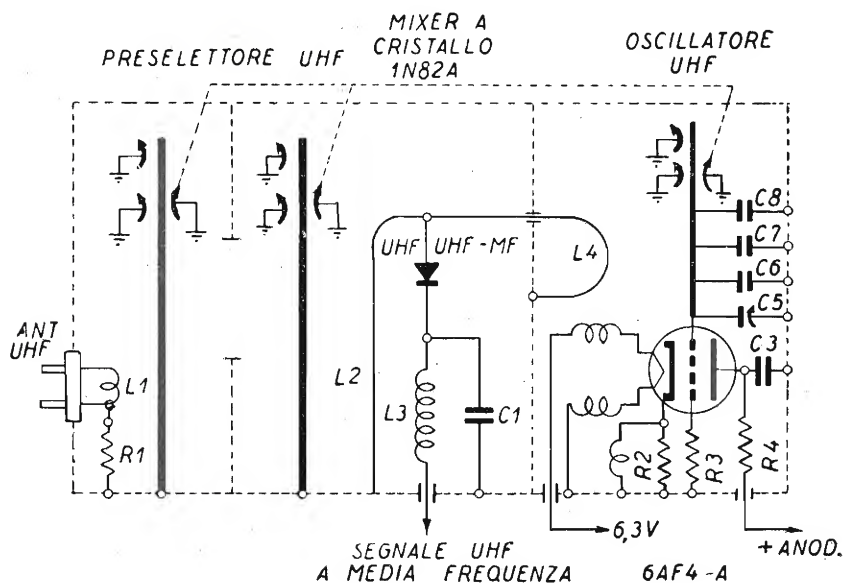 PRESELETTORE UHF
MIXER A
CRISTALLO
1N82A
OSCILLATORE
UHF
C8
C7
C6
C5
C3
UHF
UHF-MF
L4
ANT
UHF
L1
R1
L2
L3
C1
R2
R3
R4
6,3V
+ ANOD.
SEGNALE UHF
A MEDIA FREQUENZA
6AF4-A